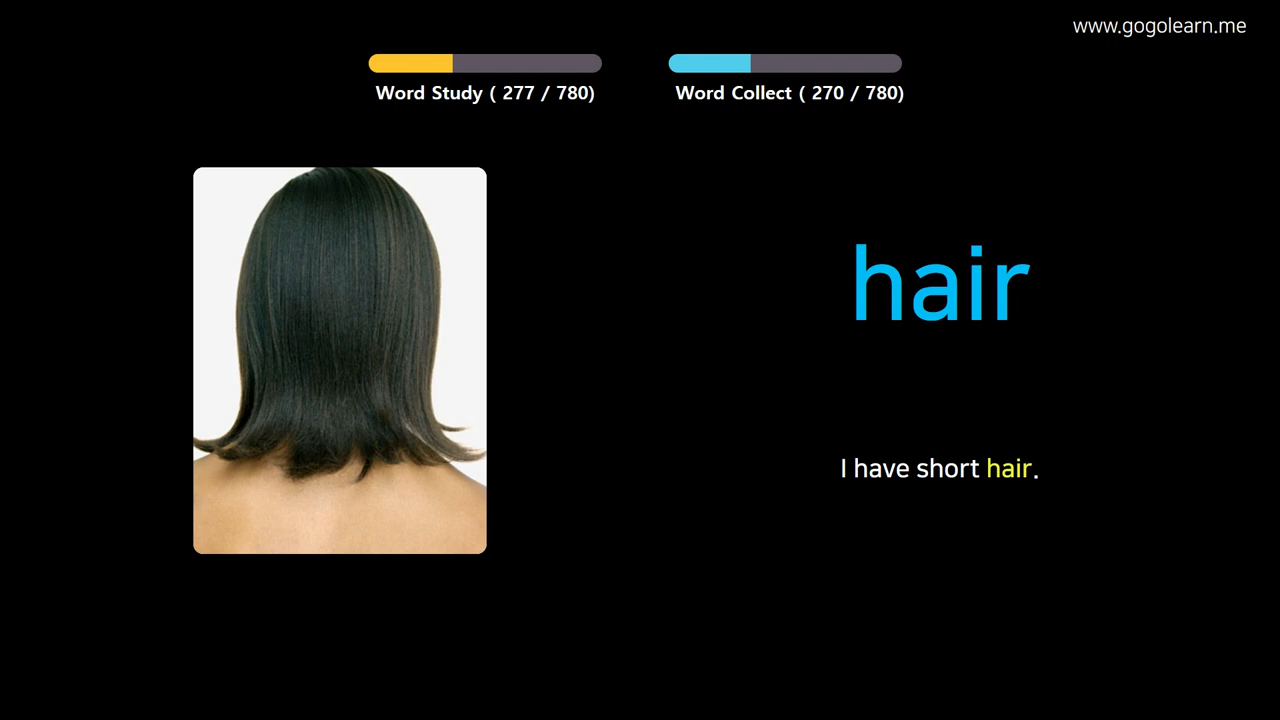 www.gogolearn.me
Word Study ( 277 / 780)
Word Collect ( 270 / 780)
hair
I have short hair.